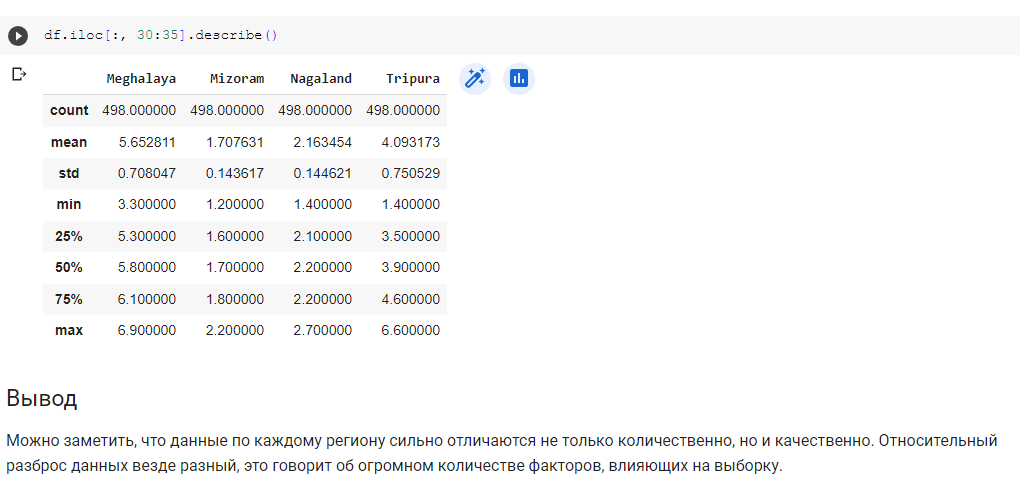 df.iloc[:, 30:35].describe()
Meghalaya Mizoram Nagaland Tripura
count 498.000000 498.000000 498.000000 498.000000
mean 5.652811 1.707631 2.163454 4.093173
std 0.708047 0.143617 0.144621 0.750529
min 3.300000 1.200000 1.400000 1.400000
25% 5.300000 1.600000 2.100000 3.500000
50% 5.800000 1.700000 2.200000 3.900000
75% 6.100000 1.800000 2.200000 4.600000
max 6.900000 2.200000 2.700000 6.600000
Вывод
Можно заметить, что данные по каждому региону сильно отличаются не только количественно, но и качественно. Относительный
разброс данных везде разный, это говорит об огромном количестве факторов, влияющих на выборку.